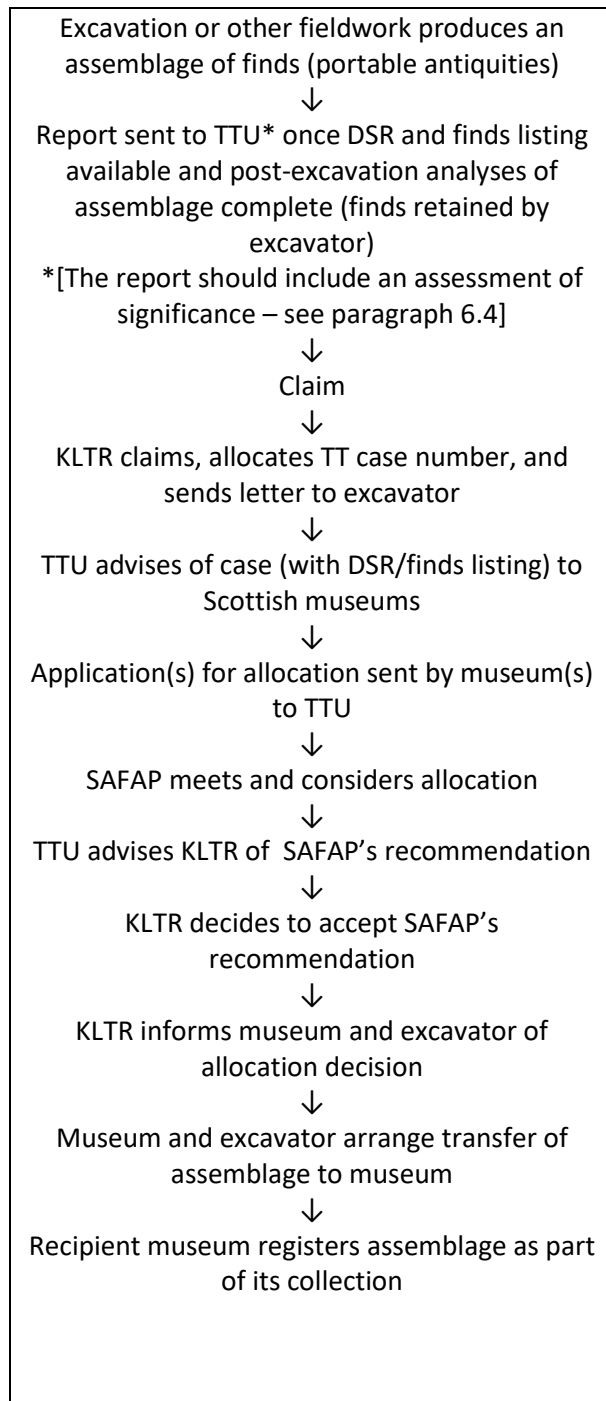 Excavation or other fieldwork produces an
assemblage of finds (portable antiquities)
↓
Report sent to TTU* once DSR and finds listing
available and post-excavation analyses of
assemblage complete (finds retained by
excavator)
*[The report should include an assessment of
significance – see paragraph 6.4]
↓
Claim
↓
KLTR claims, allocates TT case number, and
sends letter to excavator
↓
TTU advises of case (with DSR/finds listing) to
Scottish museums
↓
Application(s) for allocation sent by museum(s)
to TTU
↓
SAFAP meets and considers allocation
↓
TTU advises KLTR of SAFAP’s recommendation
↓
KLTR decides to accept SAFAP’s
recommendation
↓
KLTR informs museum and excavator of
allocation decision
↓
Museum and excavator arrange transfer of
assemblage to museum
↓
Recipient museum registers assemblage as part
of its collection